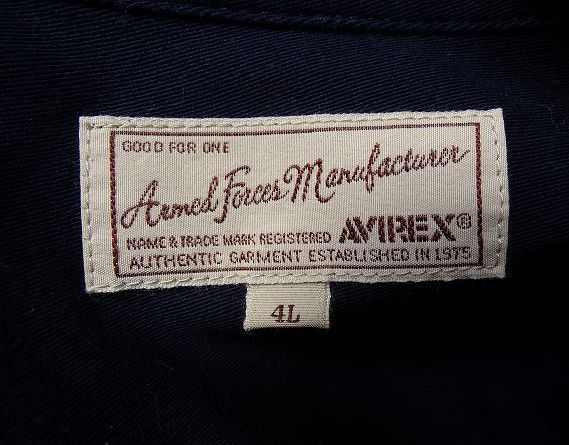 GOOD FOR ONE
Armed Forces Manufacturer
NAME & TRADE MARK REGISTERED AVIREX®
AUTHENTIC GARMENT ESTABLISHED IN 1975
4L